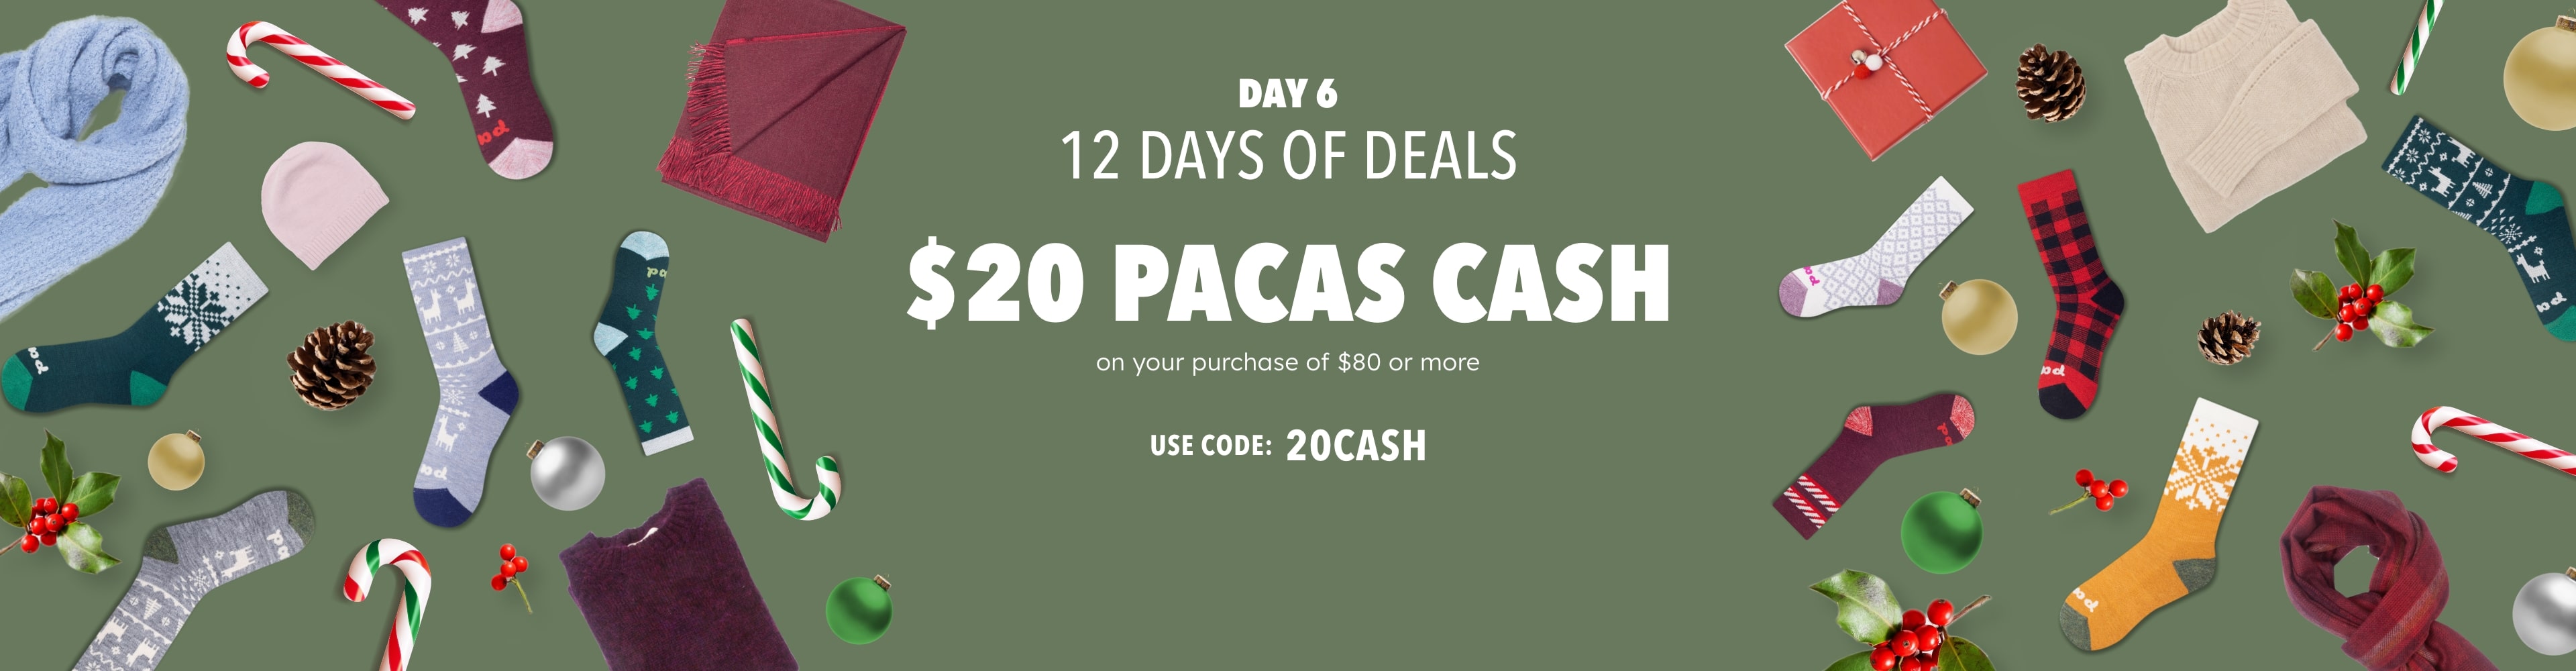 DAY 6
12 DAYS OF DEALS
$20 PACAS CASH
on your purchase of $80 or more
USE CODE: 20CASH